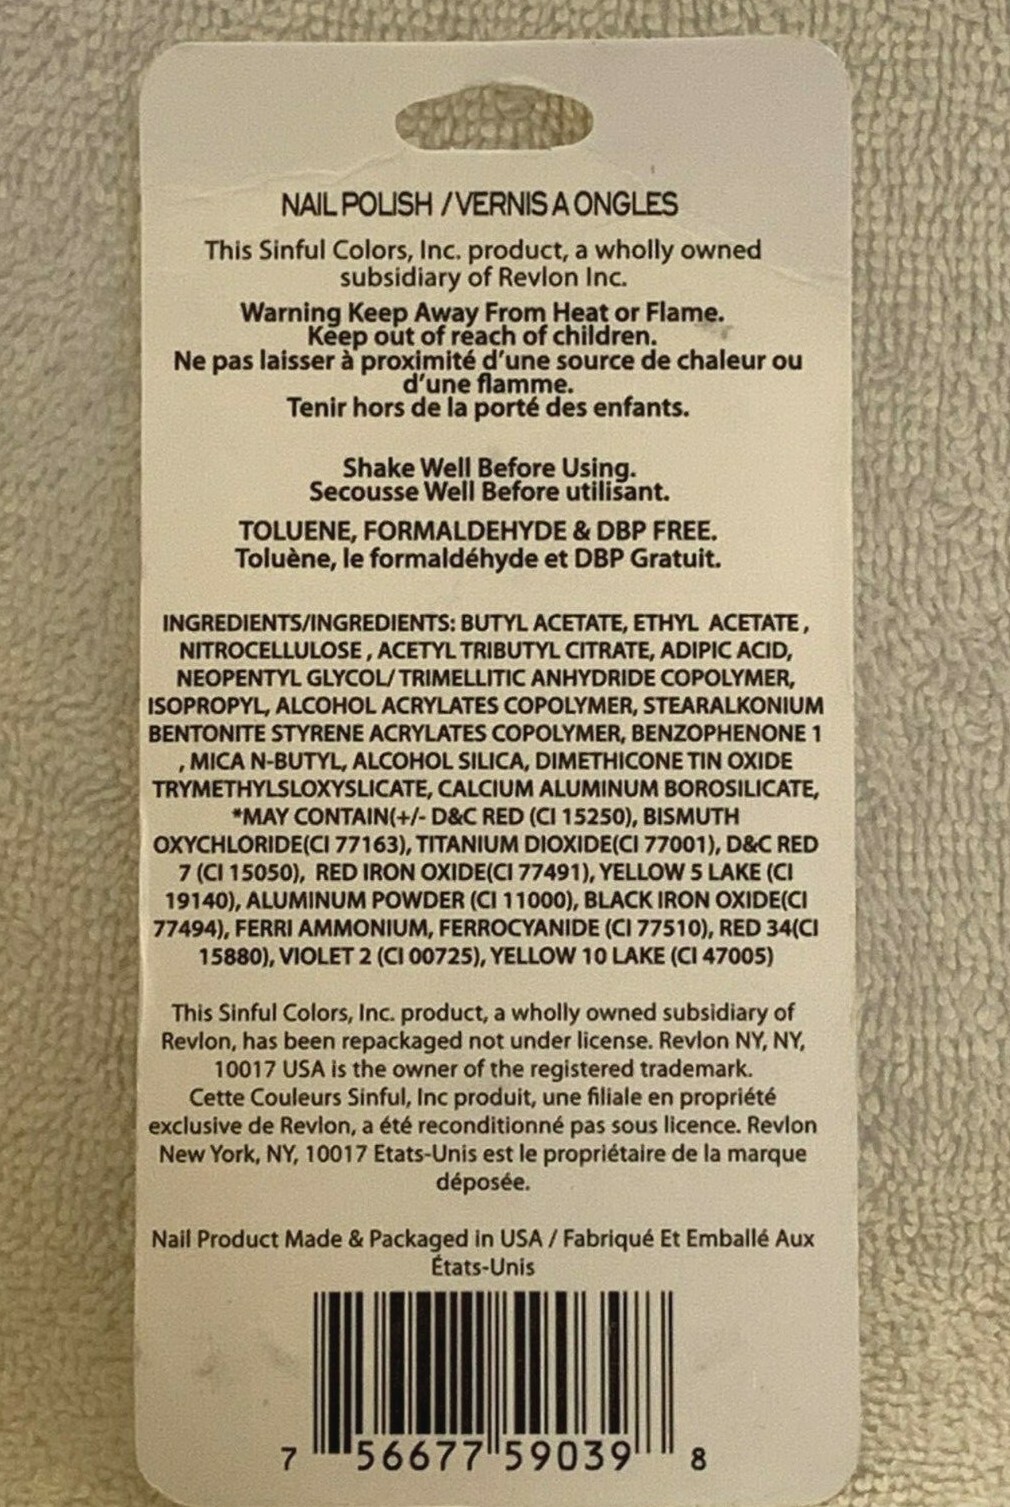 NAIL POLISH / VERNIS A ONGLES
This Sinful Colors, Inc. product, a wholly owned
subsidiary of Revlon Inc.
Warning Keep Away From Heat or Flame.
Keep out of reach of children.
Ne pas laisser à proximité d'une source de chaleur ou
d'une flamme.
Tenir hors de la porté des enfants.
Shake Well Before Using.
Secousse Well Before utilisant.
TOLUENE, FORMALDEHYDE & DBP FREE.
Toluène, le formaldéhyde et DBP Gratuit.
INGREDIENTS/INGREDIENTS: BUTYL ACETATE, ETHYL ACETATE ,
NITROCELLULOSE , ACETYL TRIBUTYL CITRATE, ADIPIC ACID,
NEOPENTYL GLYCOL/ TRIMELLITIC ANHYDRIDE COPOLYMER,
ISOPROPYL, ALCOHOL ACRYLATES COPOLYMER, STEARALKONIUM
BENTONITE STYRENE ACRYLATES COPOLYMER, BENZOPHENONE 1
, MICA N-BUTYL, ALCOHOL SILICA, DIMETHICONE TIN OXIDE
TRYMETHYLSLOXYSLICATE, CALCIUM ALUMINUM BOROSILICATE,
*MAY CONTAIN(+/- D&C RED (CI 15250), BISMUTH
OXYCHLORIDE(CI 77163), TITANIUM DIOXIDE(CI 77001), D&C RED
7 (CI 15050), RED IRON OXIDE(CI 77491), YELLOW 5 LAKE (CI
19140), ALUMINUM POWDER (CI 11000), BLACK IRON OXIDE(CI
77494), FERRI AMMONIUM, FERROCYANIDE (CI 77510), RED 34(CI
15880), VIOLET 2 (CI 00725), YELLOW 10 LAKE (CI 47005)
This Sinful Colors, Inc. product, a wholly owned subsidiary of
Revlon, has been repackaged not under license. Revlon NY, NY,
10017 USA is the owner of the registered trademark.
Cette Couleurs Sinful, Inc produit, une filiale en propriété
exclusive de Revlon, a été reconditionné pas sous licence. Revlon
New York, NY, 10017 Etats-Unis est le propriétaire de la marque
déposée.
Nail Product Made & Packaged in USA / Fabriqué Et Emballé Aux
États-Unis
7 56677 59039 8